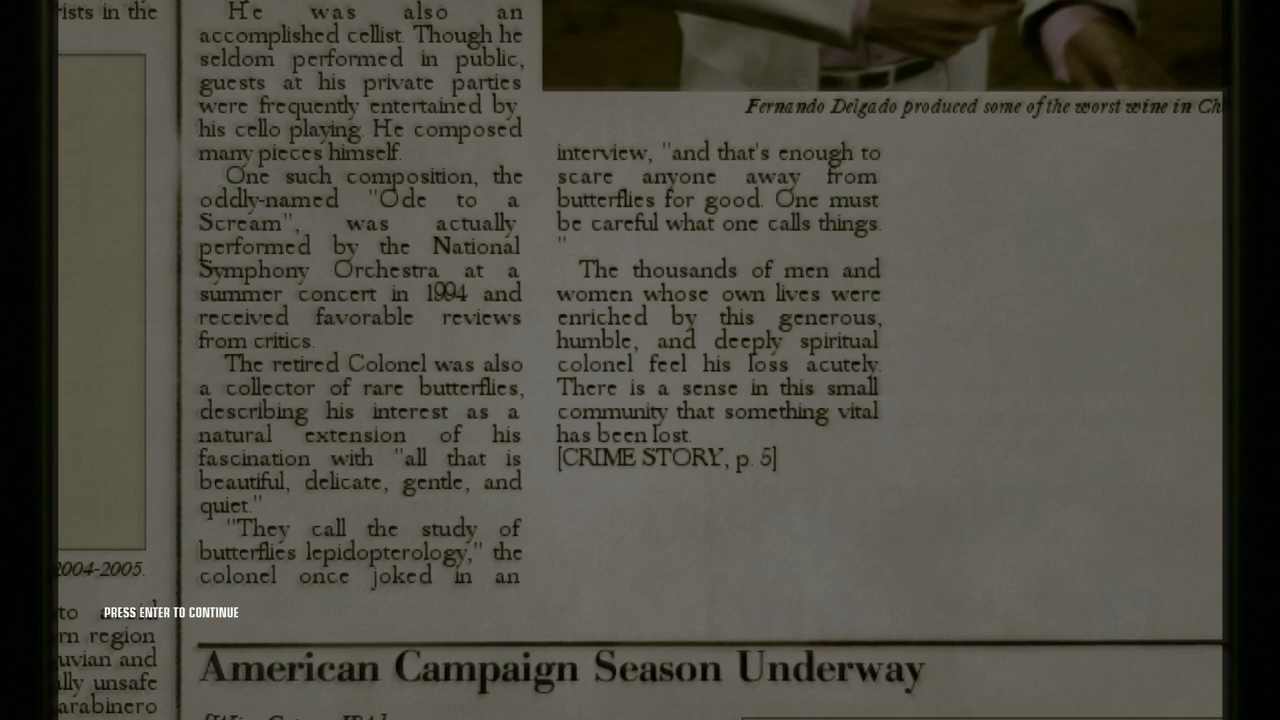 rists in the
2004-2005.
to
rn region
uvian and
lly unsafe
arabinero
He was also an
accomplished cellist. Though he
seldom performed in public,
guests at his private parties
were frequently entertained by
his cello playing. He composed
many pieces himself.
One such composition, the
oddly-named "Ode to a
Scream", was actually
performed by the National
Symphony Orchestra at a
summer concert in 1994 and
received favorable reviews
from critics.
The retired Colonel was also
a collector of rare butterflies,
describing his interest as a
natural extension of his
fascination with "all that is
beautiful, delicate, gentle, and
quiet."
"They call the study of
butterflies lepidopterology," the
colonel once joked in an
Fernando Delgado produced some of the worst wine in Ch
interview, "and that's enough to
scare anyone away from
butterflies for good. One must
be careful what one calls things.
"
The thousands of men and
women whose own lives were
enriched by this generous,
humble, and deeply spiritual
colonel feel his loss acutely.
There is a sense in this small
community that something vital
has been lost.
[CRIME STORY, p. 5]
PRESS ENTER TO CONTINUE
American Campaign Season Underway